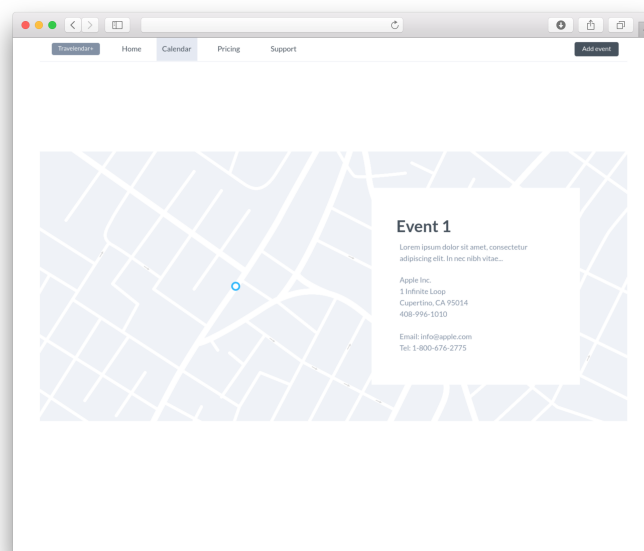 Travelendar+ Home Calendar Pricing Support Add event
Event 1
Lorem ipsum dolor sit amet, consectetur
adipiscing elit. In nec nibh vitae...
Apple Inc.
1 Infinite Loop
Cupertino, CA 95014
408-996-1010
Email: info@apple.com
Tel: 1-800-676-2775